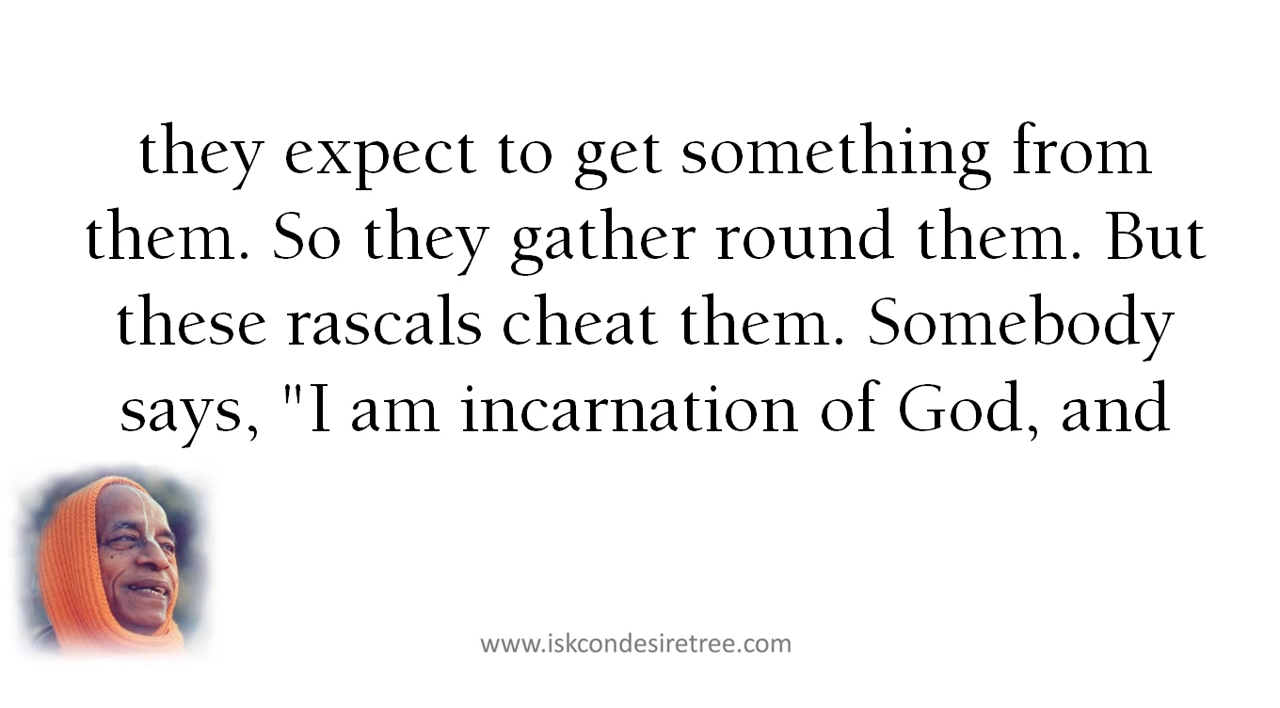 they expect to get something from
them. So they gather round them. But
these rascals cheat them. Somebody
says, "I am incarnation of God, and
www.iskcondesiretree.com